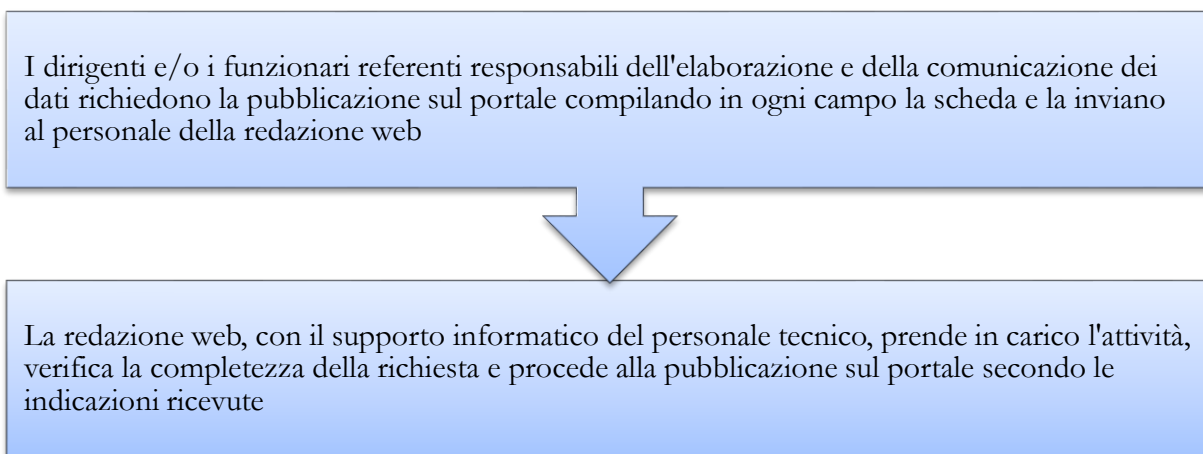 I dirigenti e/o i funzionari referenti responsabili dell'elaborazione e della comunicazione dei
dati richiedono la pubblicazione sul portale compilando in ogni campo la scheda e la inviano
al personale della redazione web
La redazione web, con il supporto informatico del personale tecnico, prende in carico l'attività,
verifica la completezza della richiesta e procede alla pubblicazione sul portale secondo le
indicazioni ricevute